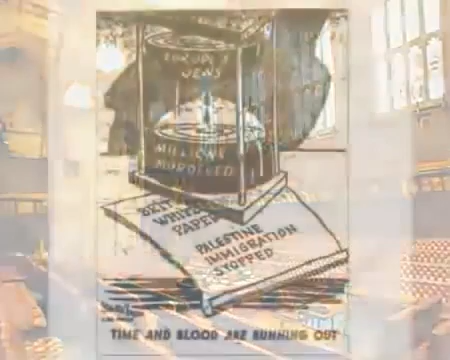 EUROPE'S
JEWS
MILLIONS
MURDERED
WHITE
PAPER
PALESTINE
IMMIGRATION
STOPPED
TIME AND BLOOD ARE RUNNING OUT